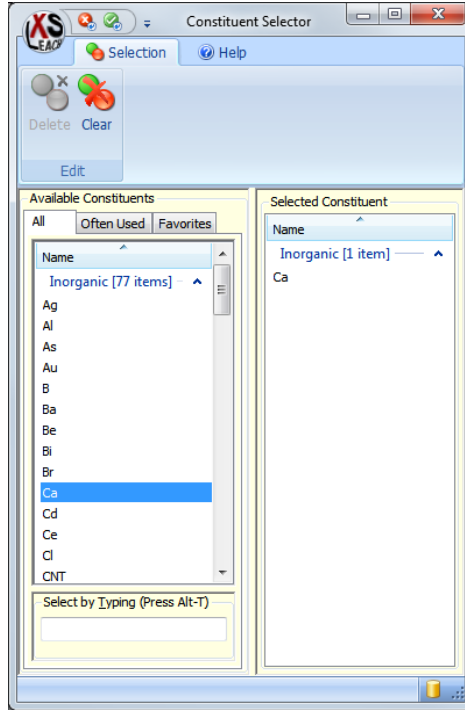 XS
LEACH
Constituent Selector
Selection
Help
Delete
Clear
Edit
Available Constituents
All
Often Used
Favorites
Name
Inorganic [77 items]
Ag
Al
As
Au
B
Ba
Be
Bi
Br
Ca
Cd
Ce
Cl
CNT
Select by Typing (Press Alt-T)
Selected Constituent
Name
Inorganic [1 item]
Ca